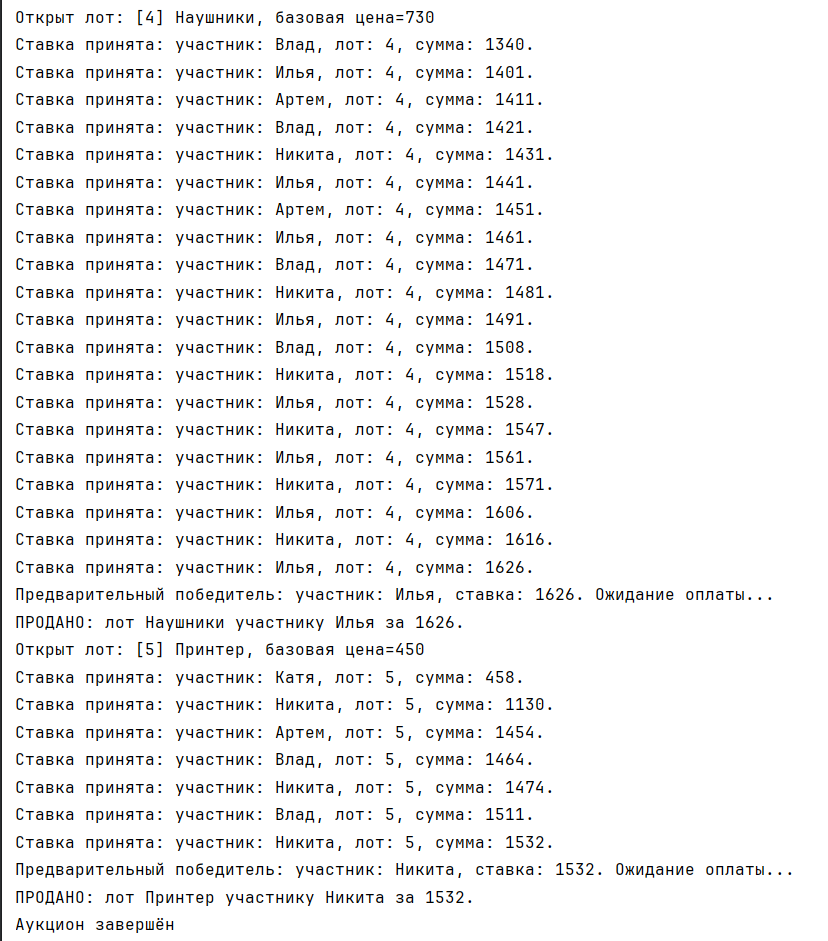 Открыт лот: [4] Наушники, базовая цена=730
Ставка принята: участник: Влад, лот: 4, сумма: 1340.
Ставка принята: участник: Илья, лот: 4, сумма: 1401.
Ставка принята: участник: Артем, лот: 4, сумма: 1411.
Ставка принята: участник: Влад, лот: 4, сумма: 1421.
Ставка принята: участник: Никита, лот: 4, сумма: 1431.
Ставка принята: участник: Илья, лот: 4, сумма: 1441.
Ставка принята: участник: Артем, лот: 4, сумма: 1451.
Ставка принята: участник: Илья, лот: 4, сумма: 1461.
Ставка принята: участник: Влад, лот: 4, сумма: 1471.
Ставка принята: участник: Никита, лот: 4, сумма: 1481.
Ставка принята: участник: Илья, лот: 4, сумма: 1491.
Ставка принята: участник: Влад, лот: 4, сумма: 1508.
Ставка принята: участник: Никита, лот: 4, сумма: 1518.
Ставка принята: участник: Илья, лот: 4, сумма: 1528.
Ставка принята: участник: Никита, лот: 4, сумма: 1547.
Ставка принята: участник: Илья, лот: 4, сумма: 1561.
Ставка принята: участник: Никита, лот: 4, сумма: 1571.
Ставка принята: участник: Илья, лот: 4, сумма: 1606.
Ставка принята: участник: Никита, лот: 4, сумма: 1616.
Ставка принята: участник: Илья, лот: 4, сумма: 1626.
Предварительный победитель: участник: Илья, ставка: 1626. Ожидание оплаты...
ПРОДАНО: лот Наушники участнику Илья за 1626.
Открыт лот: [5] Принтер, базовая цена=450
Ставка принята: участник: Катя, лот: 5, сумма: 458.
Ставка принята: участник: Никита, лот: 5, сумма: 1130.
Ставка принята: участник: Артем, лот: 5, сумма: 1454.
Ставка принята: участник: Влад, лот: 5, сумма: 1464.
Ставка принята: участник: Никита, лот: 5, сумма: 1474.
Ставка принята: участник: Влад, лот: 5, сумма: 1511.
Ставка принята: участник: Никита, лот: 5, сумма: 1532.
Предварительный победитель: участник: Никита, ставка: 1532. Ожидание оплаты...
ПРОДАНО: лот Принтер участнику Никита за 1532.
Аукцион завершён